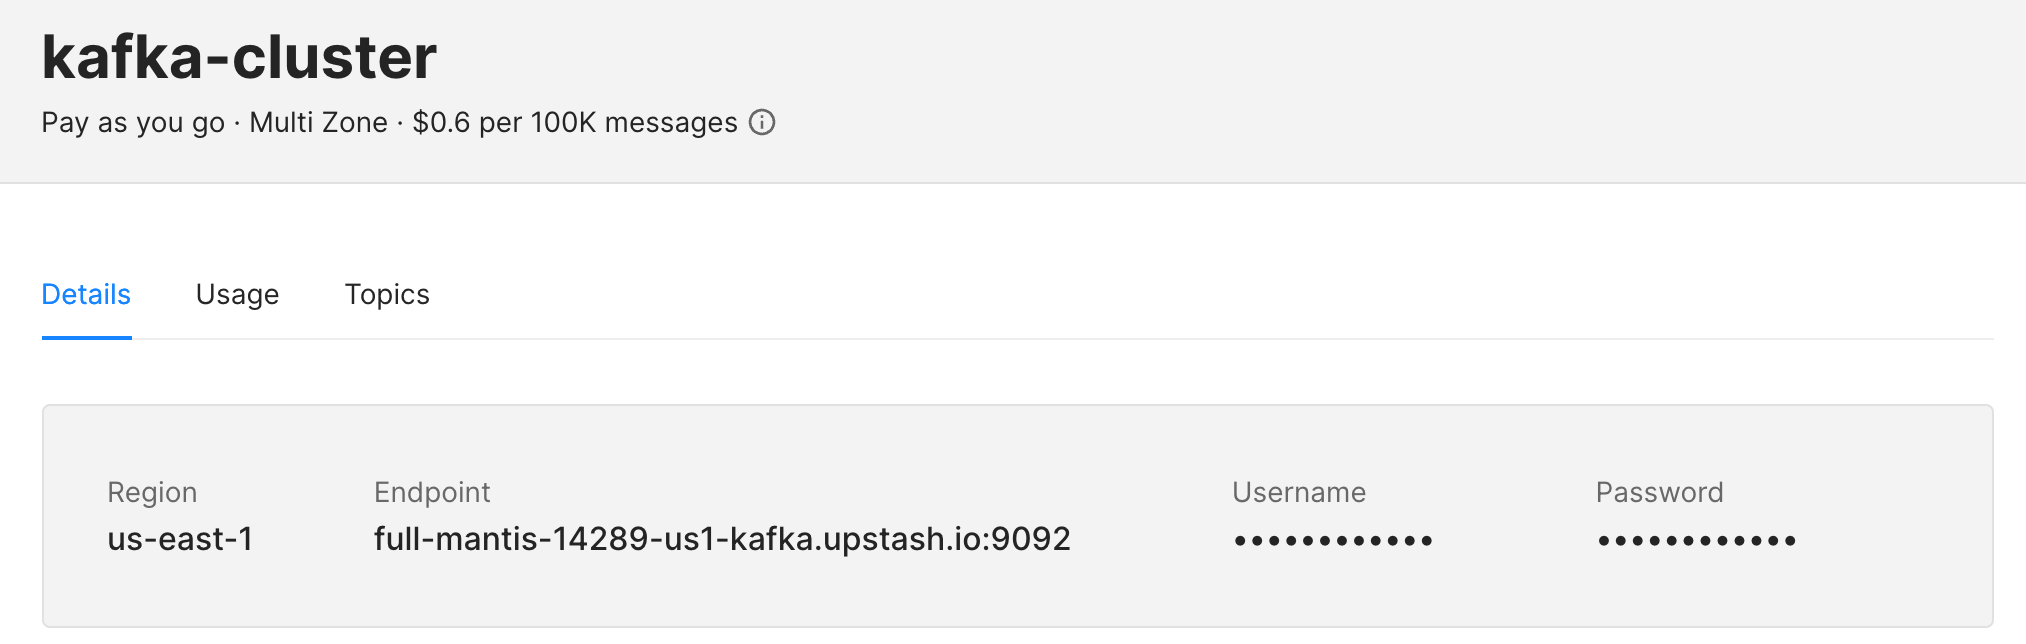 kafka-cluster
Pay as you go · Multi Zone · $0.6 per 100K messages
Details Usage Topics
Region Endpoint Username Password
us-east-1 full-mantis-14289-us1-kafka.upstash.io:9092 •••••••••••• ••••••••••••